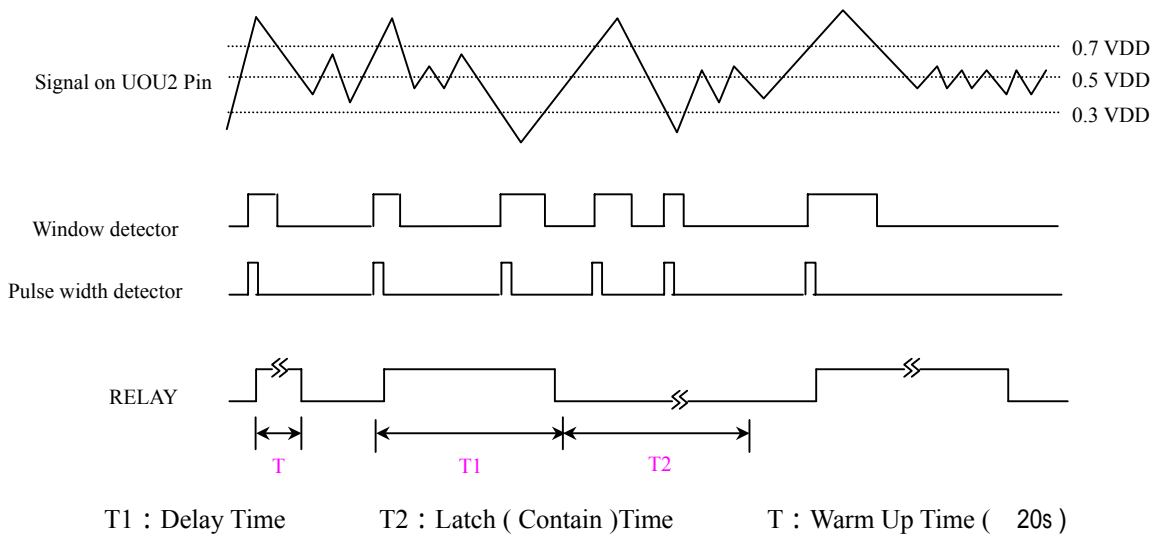 0.7 VDD
Signal on UOU2 Pin
0.5 VDD
0.3 VDD
Window detector
Pulse width detector
RELAY
T T1 T2
T1：Delay Time T2：Latch ( Contain )Time T：Warm Up Time ( 20s )